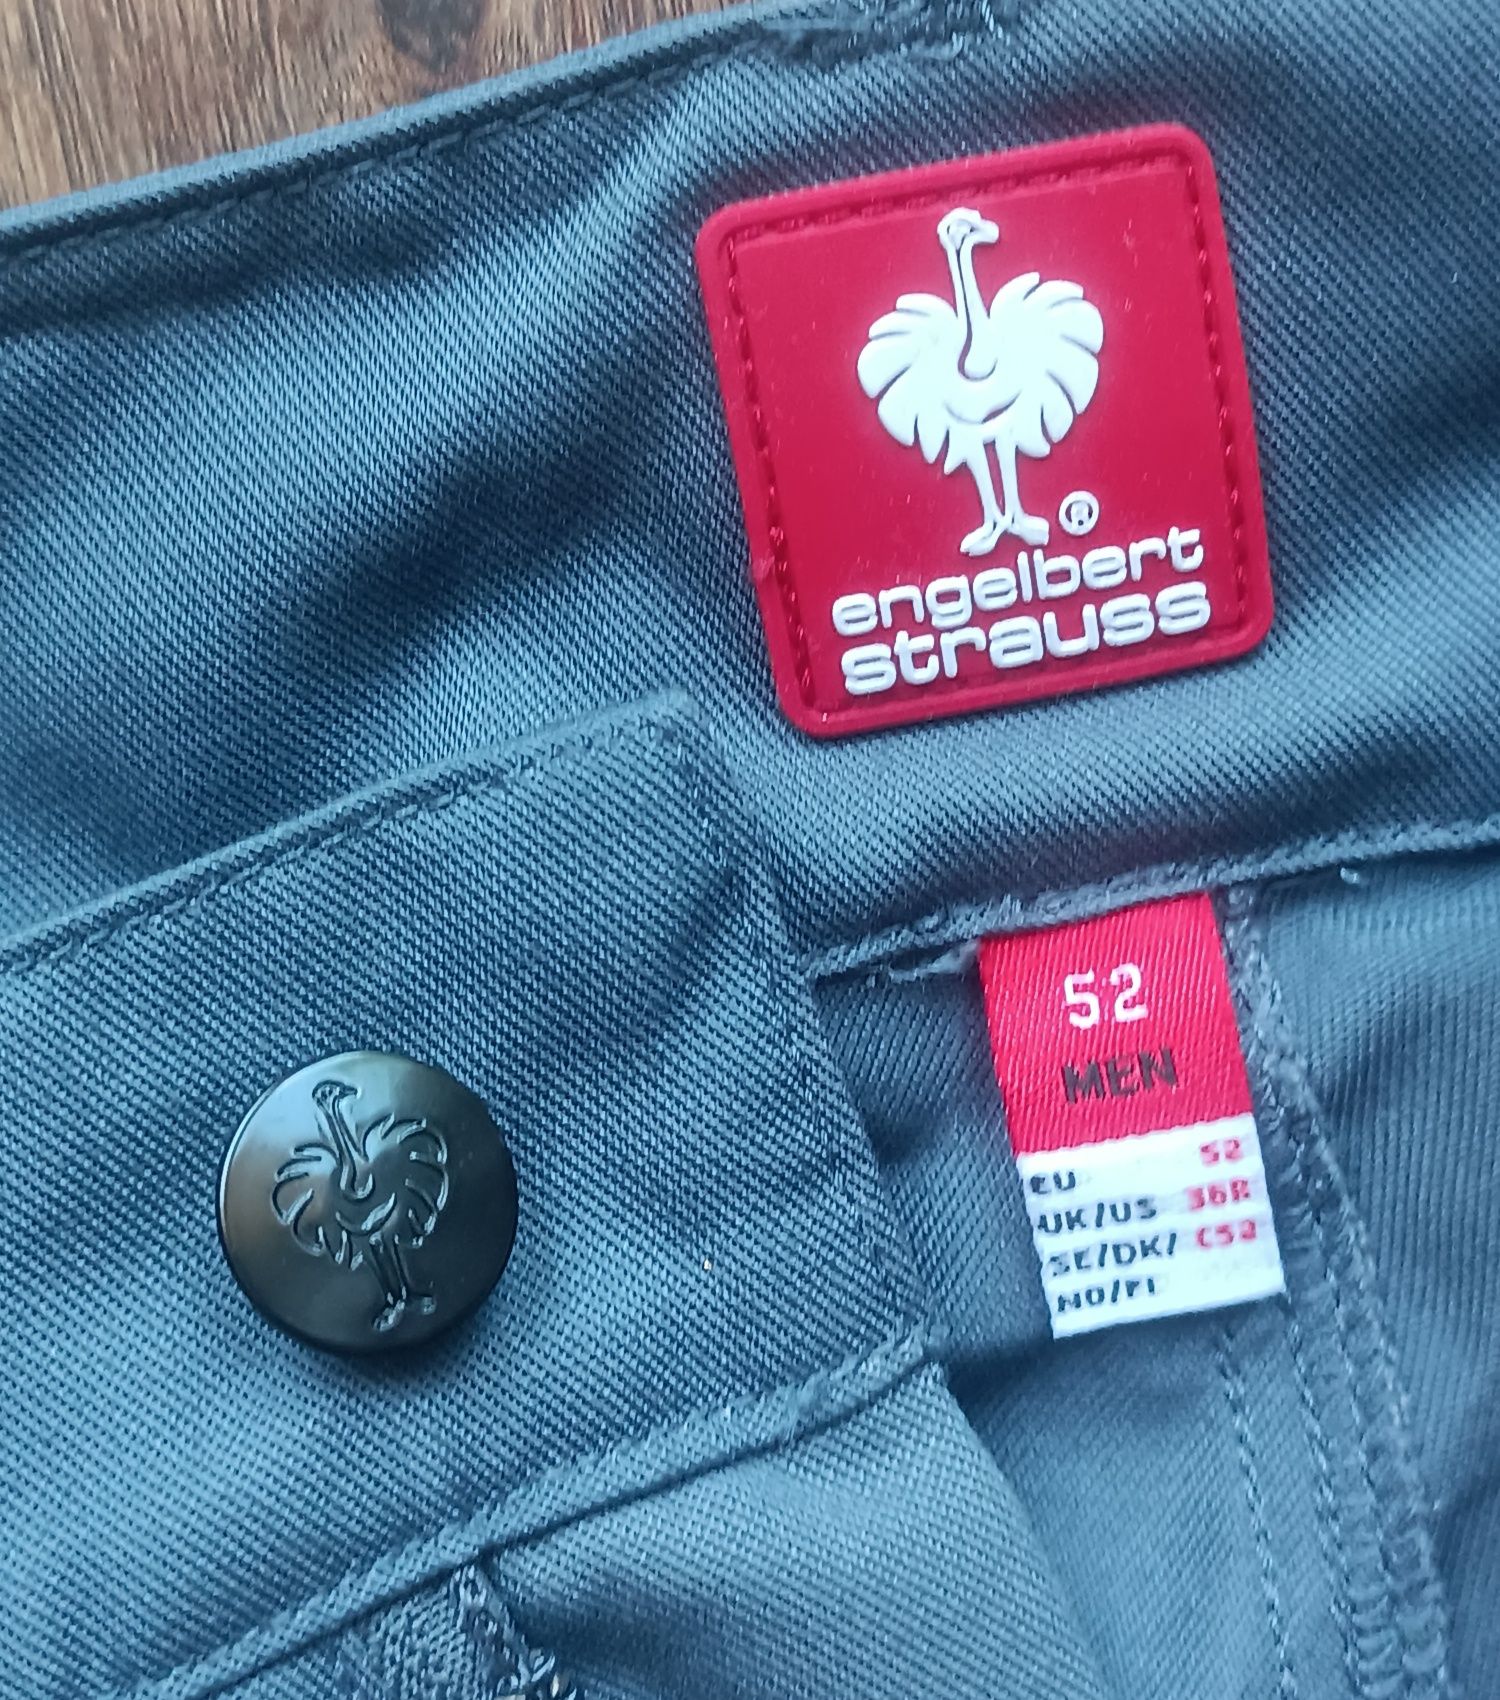 ®
engelbert
strauss
52
MEN
EU 52
UK/US 36R
SE/DK/ C52
NO/FI